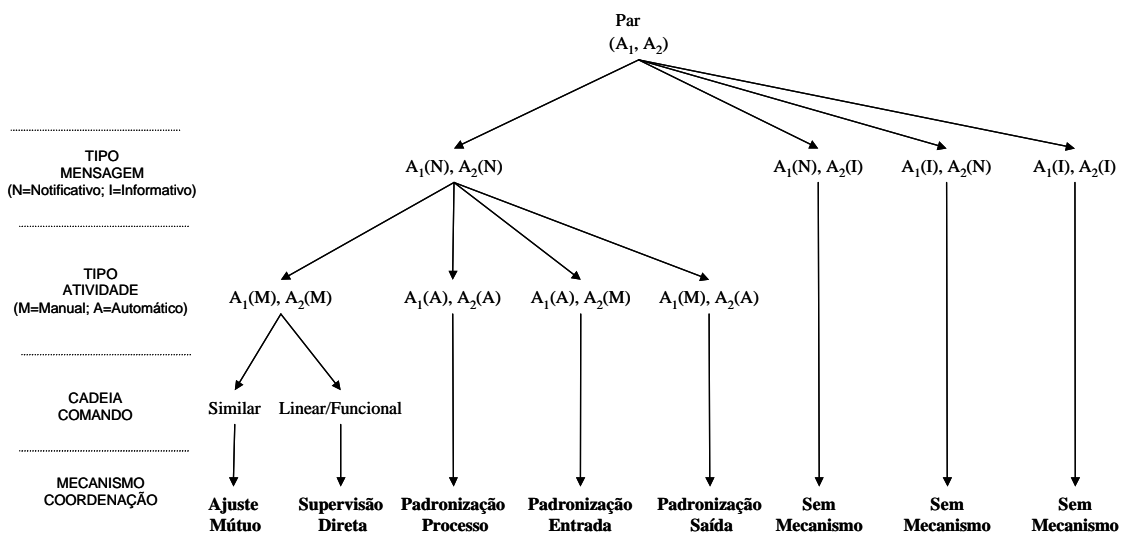 Par
(A1, A2)
TIPO
MENSAGEM
(N=Notificativo; I=Informativo)
A1(N), A2(N)
A1(N), A2(I)
A1(I), A2(N)
A1(I), A2(I)
TIPO
ATIVIDADE
(M=Manual; A=Automático)
A1(M), A2(M)
A1(A), A2(A)
A1(A), A2(M)
A1(M), A2(A)
CADEIA
COMANDO
Similar
Linear/Funcional
MECANISMO
COORDENAÇÃO
Ajuste
Mútuo
Supervisão
Direta
Padronização
Processo
Padronização
Entrada
Padronização
Saída
Sem
Mecanismo
Sem
Mecanismo
Sem
Mecanismo